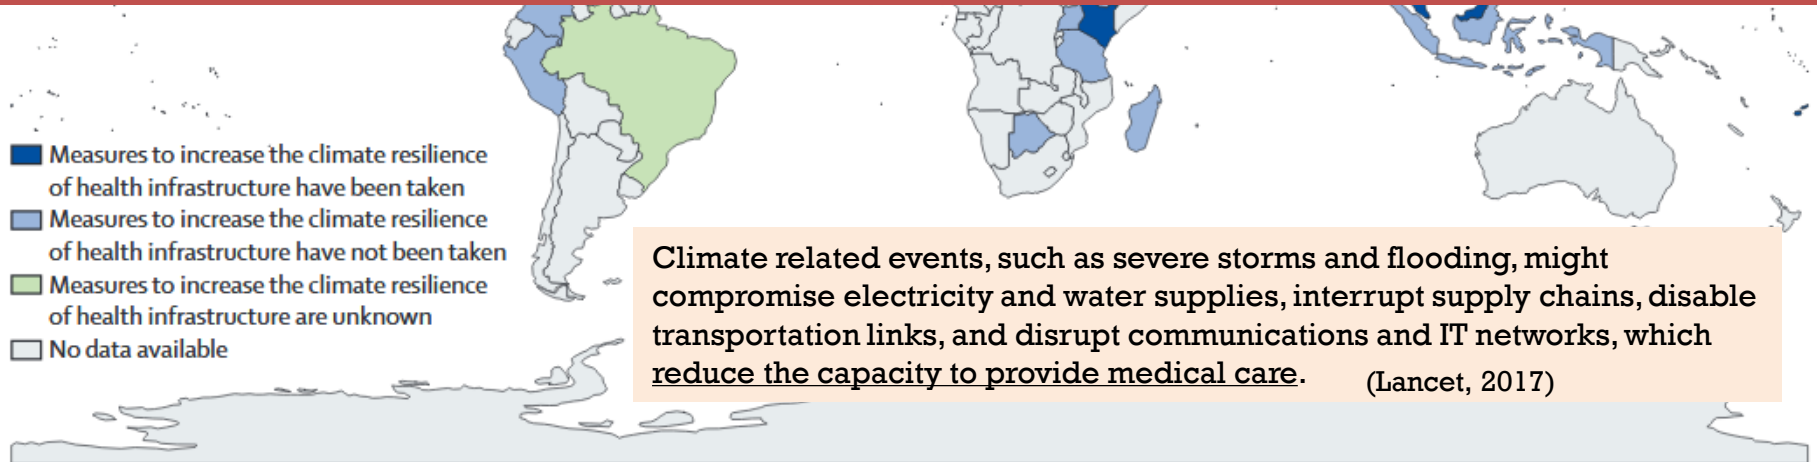 Measures to increase the climate resilience
of health infrastructure have been taken
Measures to increase the climate resilience
of health infrastructure have not been taken
Measures to increase the climate resilience
of health infrastructure are unknown
No data available
Climate related events, such as severe storms and flooding, might
compromise electricity and water supplies, interrupt supply chains, disable
transportation links, and disrupt communications and IT networks, which
reduce the capacity to provide medical care.
(Lancet, 2017)